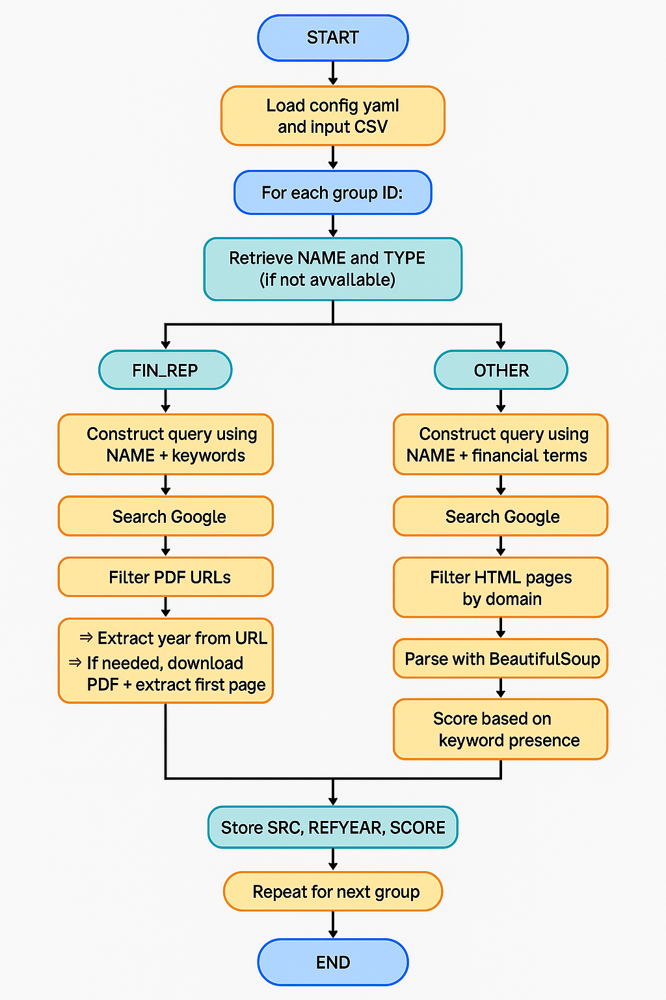 START
Load config yaml
and input CSV
For each group ID:
Retrieve NAME and TYPE
(if not avvailable)
FIN_REP
Construct query using
NAME + keywords
Search Google
Filter PDF URLs
⇒ Extract year from URL
⇒ If needed, download
PDF + extract first page
OTHER
Construct query using
NAME + financial terms
Search Google
Filter HTML pages
by domain
Parse with BeautifulSoup
Score based on
keyword presence
Store SRC, REFYEAR, SCORE
Repeat for next group
END